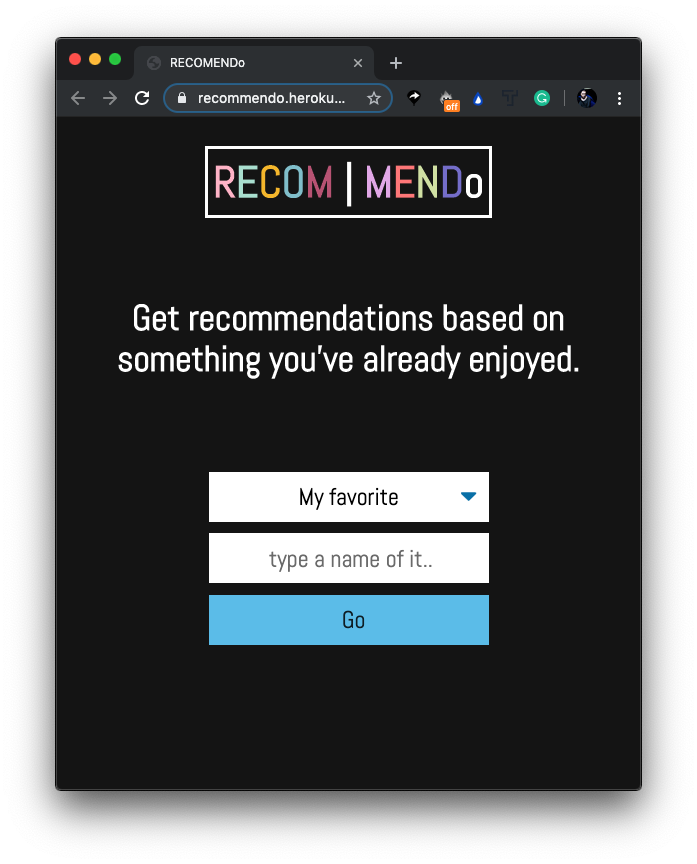 RECOMENDo
recommendo.heroku...
off
RECOM | MENDo
Get recommendations based on
something you've already enjoyed.
My favorite
type a name of it..
Go